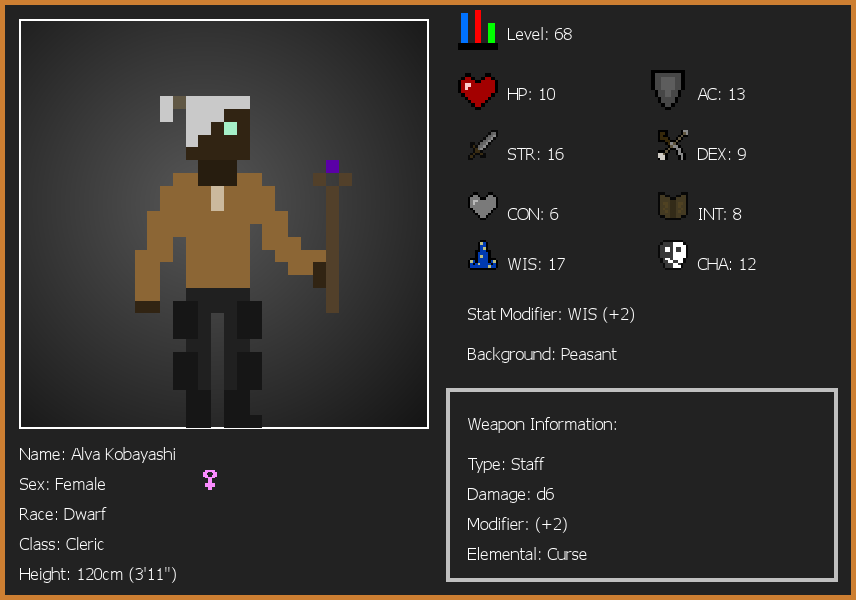 Level: 68
HP: 10
AC: 13
STR: 16
DEX: 9
CON: 6
INT: 8
WIS: 17
CHA: 12
Stat Modifier: WIS (+2)
Background: Peasant
Weapon Information:
Type: Staff
Damage: d6
Modifier: (+2)
Elemental: Curse
Name: Alva Kobayashi
Sex: Female
Race: Dwarf
Class: Cleric
Height: 120cm (3'11")